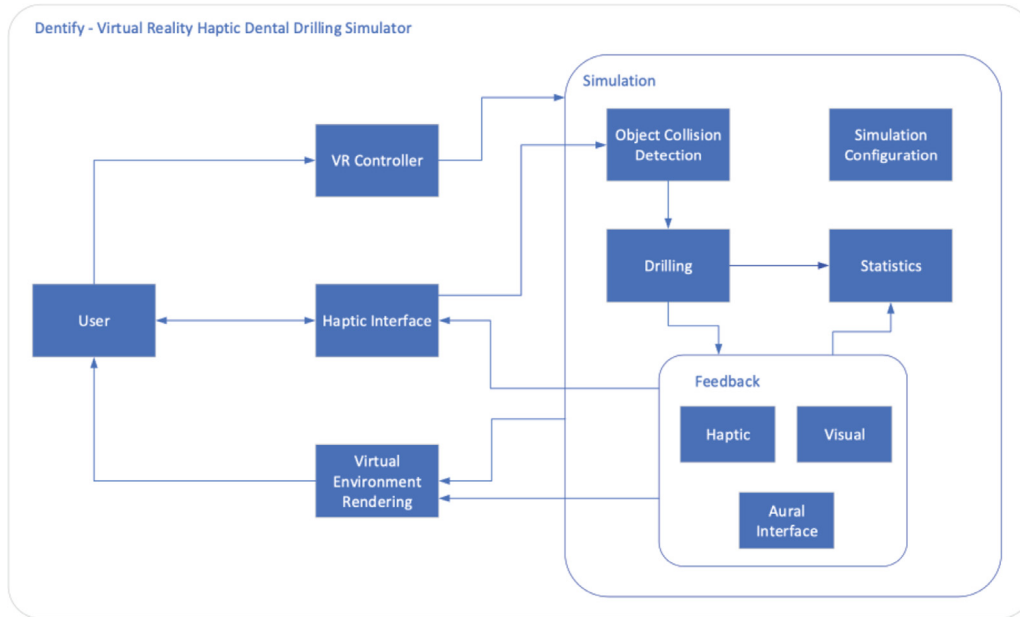 Dentify - Virtual Reality Haptic Dental Drilling Simulator
Simulation
VR Controller
Object Collision
Detection
Simulation
Configuration
User
Haptic Interface
Drilling
Statistics
Feedback
Haptic
Visual
Virtual
Environment
Rendering
Aural
Interface